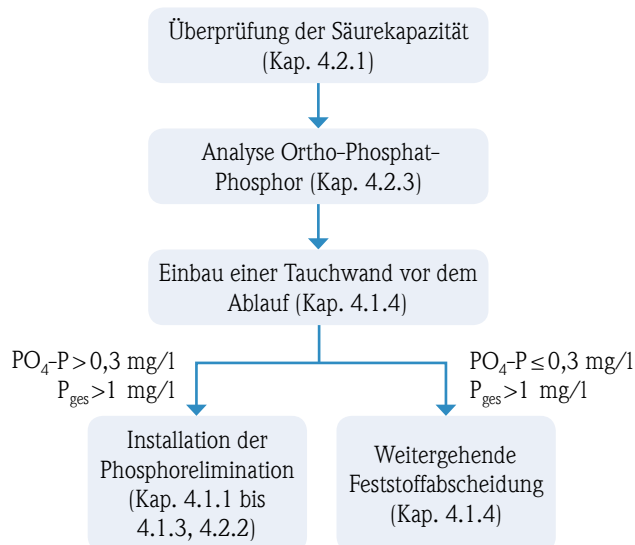 Überprüfung der Säurekapazität
(Kap. 4.2.1)
Analyse Ortho-Phosphat-
Phosphor (Kap. 4.2.3)
Einbau einer Tauchwand vor dem
Ablauf (Kap. 4.1.4)
PO₄-P > 0,3 mg/l
P_ges >1 mg/l
PO₄-P ≤ 0,3 mg/l
P_ges >1 mg/l
Installation der
Phosphorelimination
(Kap. 4.1.1 bis
4.1.3, 4.2.2)
Weitergehende
Feststoffabscheidung
(Kap. 4.1.4)